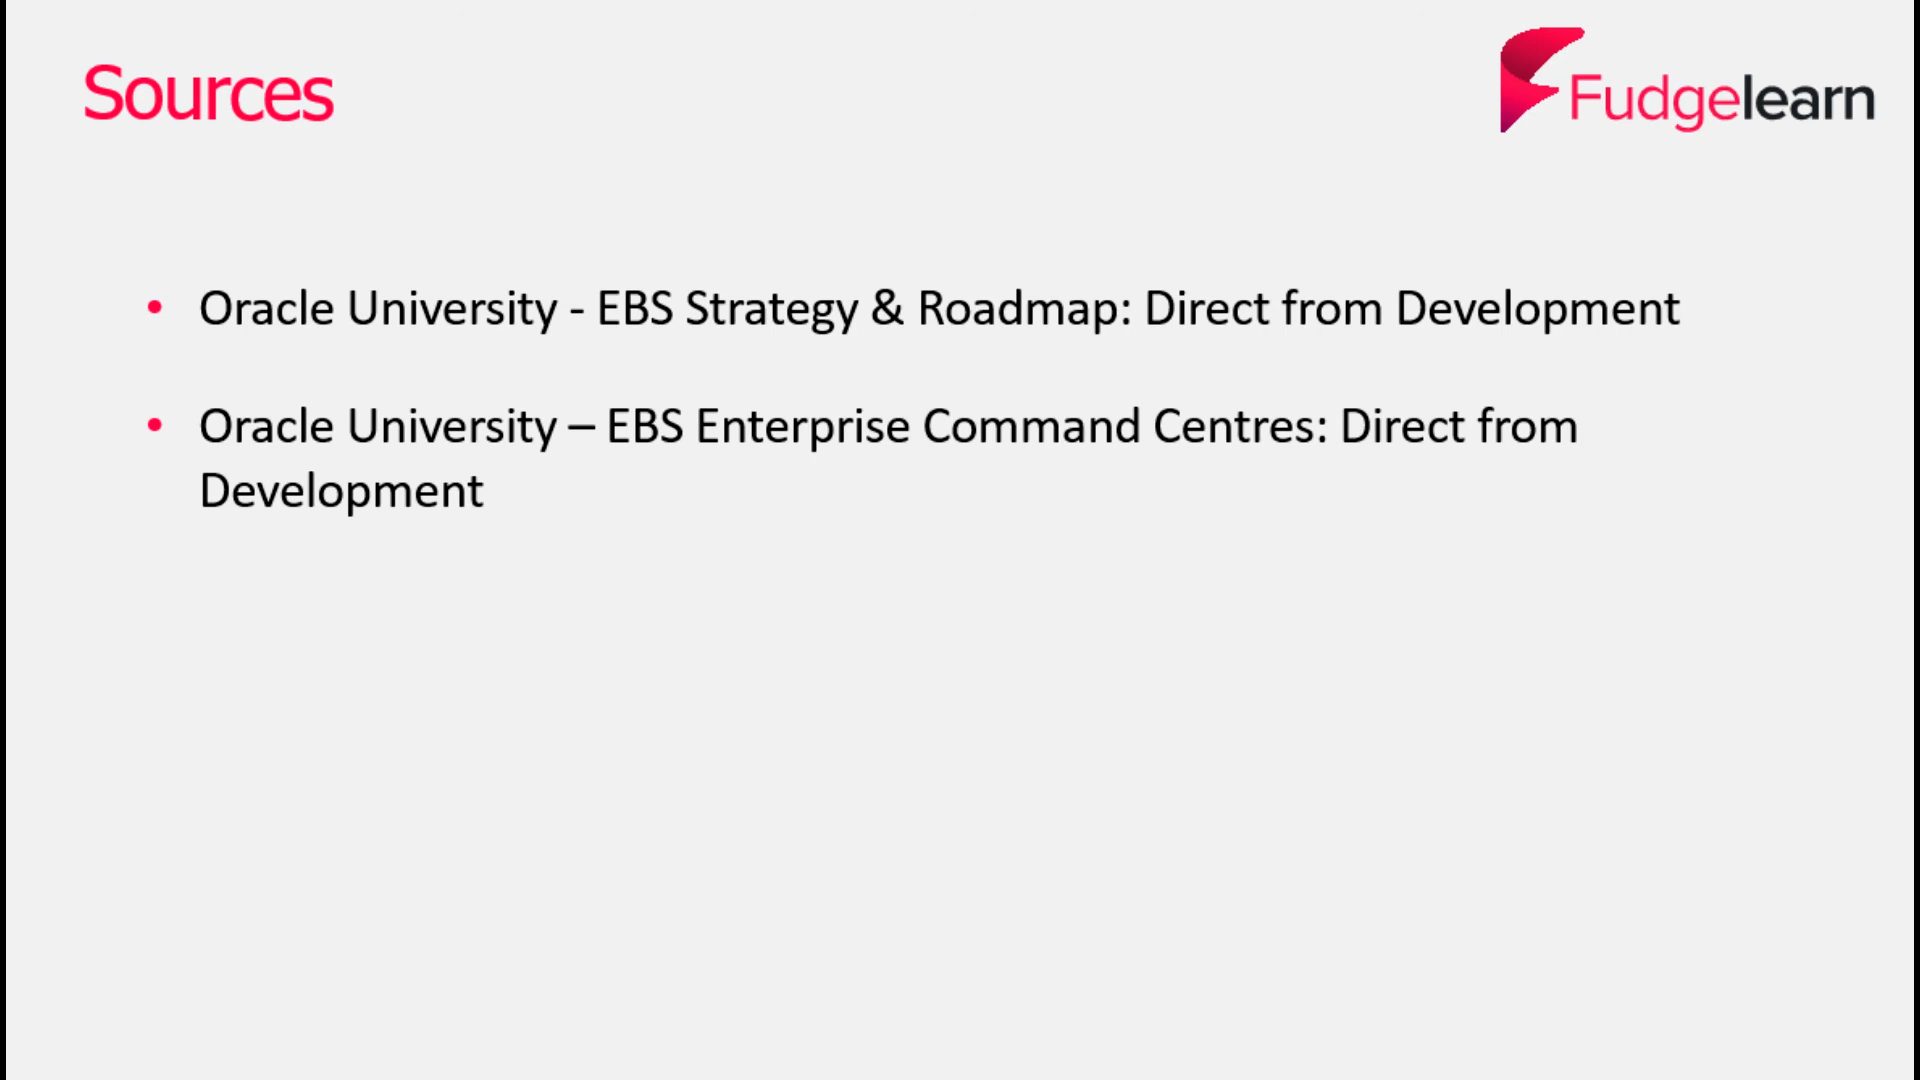 Sources
Fudgelearn
• Oracle University - EBS Strategy & Roadmap: Direct from Development
• Oracle University – EBS Enterprise Command Centres: Direct from
Development